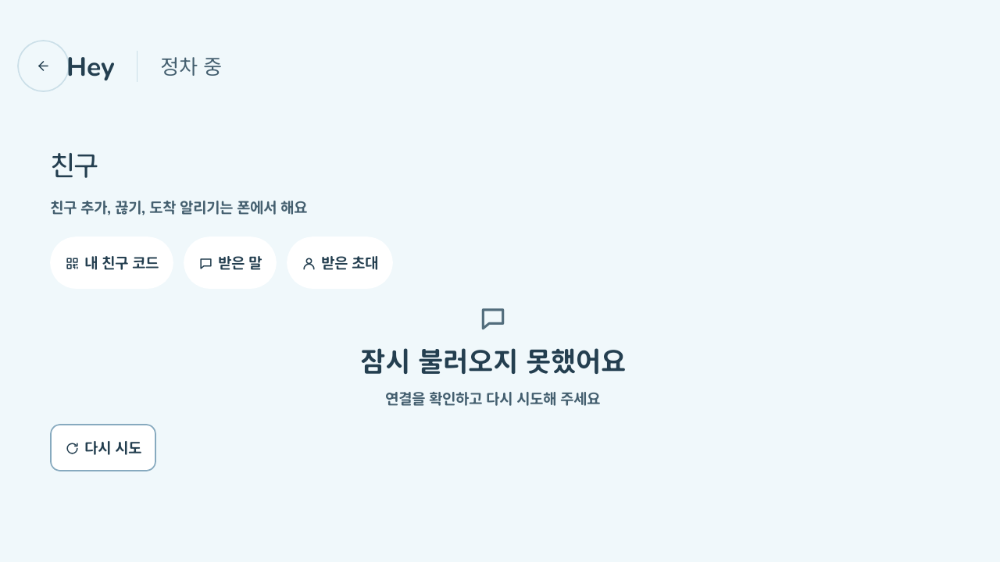 Hey
정차 중
친구
친구 추가, 끊기, 도착 알리기는 폰에서 해요
내 친구 코드
받은 말
받은 초대
잠시 불러오지 못했어요
연결을 확인하고 다시 시도해 주세요
다시 시도